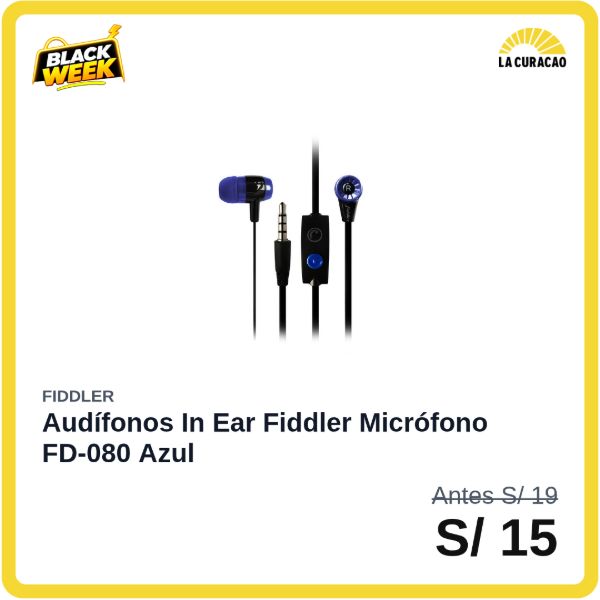 BLACK
WEEK
LA CURACAO
R
FIDDLER
Audífonos In Ear Fiddler Micrófono
FD-080 Azul
Antes S/ 19
S/ 15